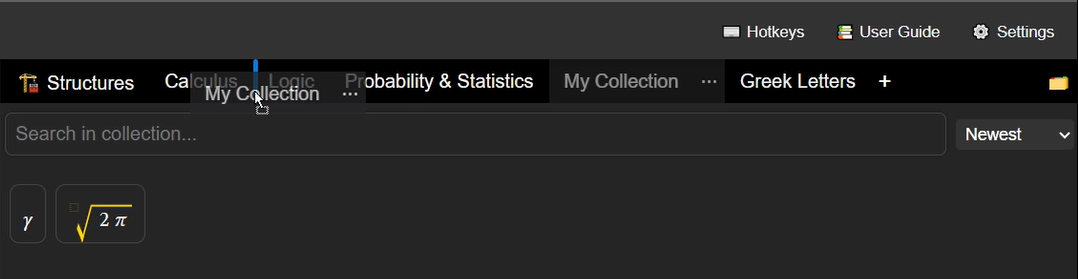 Hotkeys User Guide Settings
Structures Calculus Logic Probability & Statistics My Collection ... Greek Letters +
My Collection ...
Search in collection... Newest
γ √2 π